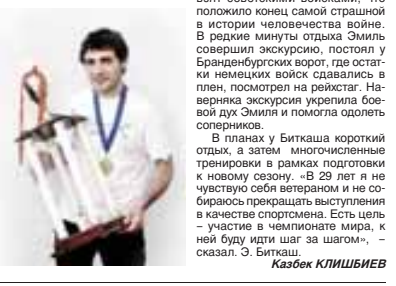 положило конец самой страшной
в истории человечества войне.
В редкие минуты отдыха Эмиль
совершил экскурсию, постоял у
Бранденбургских ворот, где остат-
ки немецких войск сдавались в
плен, посмотрел на рейхстаг. На-
верняка экскурсия укрепила бое-
вой дух Эмиля и помогла одолеть
соперников.
В планах у Биткаша короткий
отдых, а затем многочисленные
тренировки в рамках подготовки
к новому сезону. «В 29 лет я не
чувствую себя ветераном и не со-
бираюсь прекращать выступления
в качестве спортсмена. Есть цель
– участие в чемпионате мира, к
ней буду идти шаг за шагом», –
сказал. Э. Биткаш.
Казбек КЛИШБИЕВ